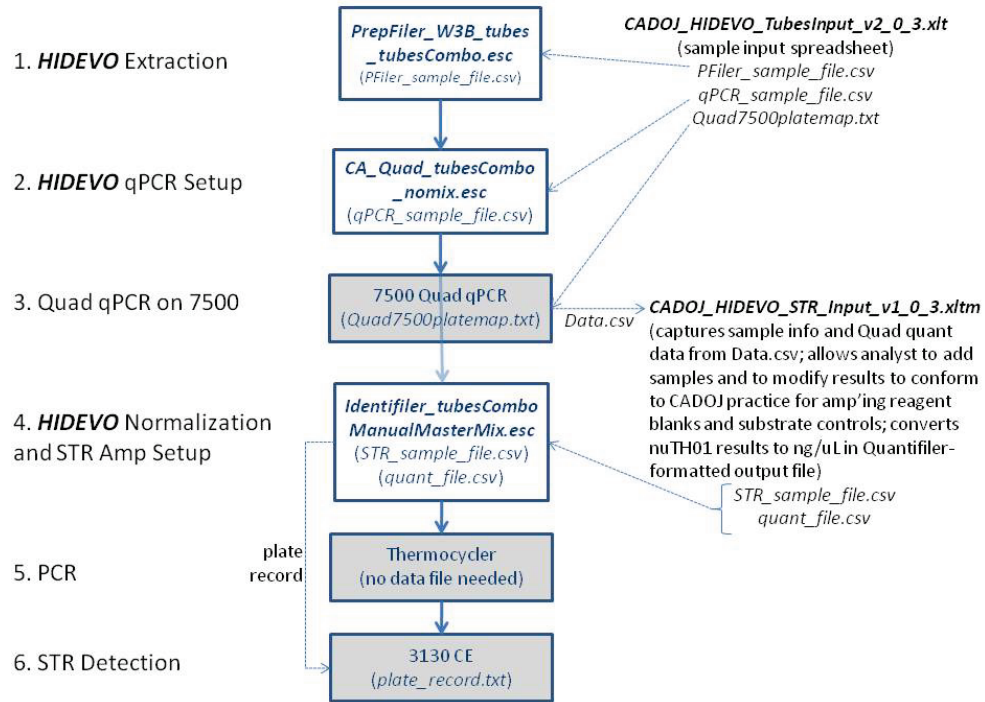 PrepFiler_W3B_tubes
_tubesCombo.esc
(PFiler_sample_file.csv)
CADOJ_HIDEVO_TubesInput_v2_0_3.xlt
(sample input spreadsheet)
PFiler_sample_file.csv
qPCR_sample_file.csv
Quad7500platemap.txt
1. HIDEVO Extraction
2. HIDEVO qPCR Setup
CA_Quad_tubesCombo
_nomix.esc
(qPCR_sample_file.csv)
3. Quad qPCR on 7500
7500 Quad qPCR
(Quad7500platemap.txt)
Data.csv
CADOJ_HIDEVO_STR_Input_v1_0_3.xltm
(captures sample info and Quad quant
data from Data.csv; allows analyst to add
samples and to modify results to conform
to CADOJ practice for amp'ing reagent
blanks and substrate controls; converts
nuTH01 results to ng/uL in Quantifiler-
formatted output file)
STR_sample_file.csv
quant_file.csv
4. HIDEVO Normalization
and STR Amp Setup
Identifiler_tubesCombo
ManualMasterMix.esc
(STR_sample_file.csv)
(quant_file.csv)
plate
record
5. PCR
Thermocycler
(no data file needed)
6. STR Detection
3130 CE
(plate_record.txt)